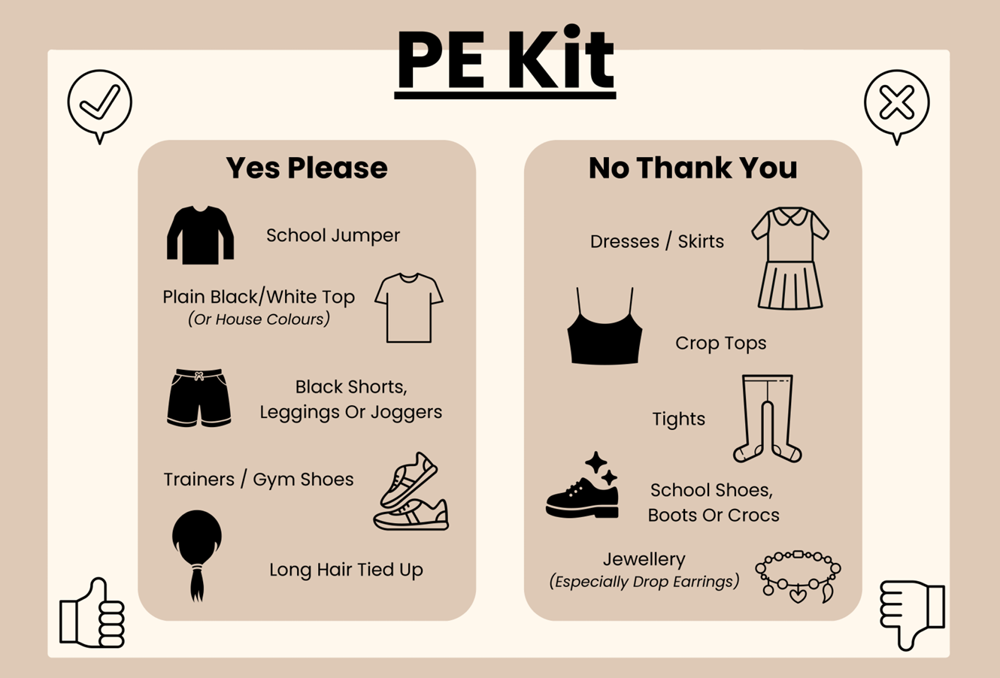 PE Kit
Yes Please
School Jumper
Plain Black/White Top
(Or House Colours)
Black Shorts,
Leggings Or Joggers
Trainers / Gym Shoes
Long Hair Tied Up
No Thank You
Dresses / Skirts
Crop Tops
Tights
School Shoes,
Boots Or Crocs
Jewellery
(Especially Drop Earrings)